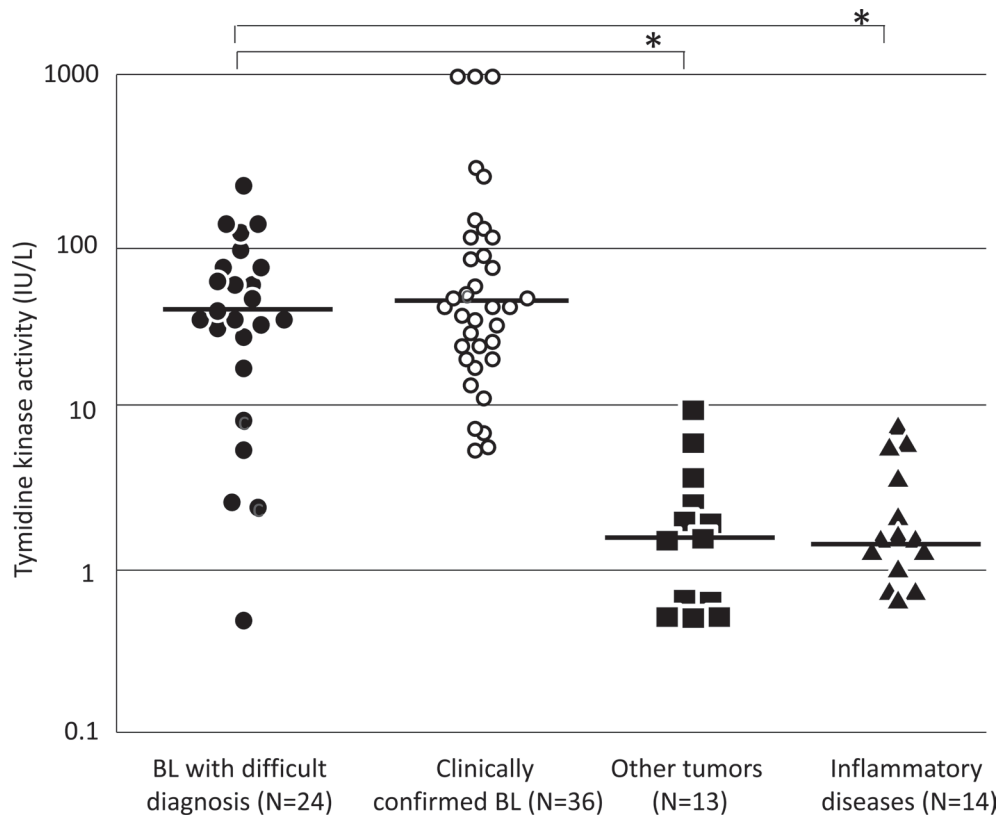 *
*
1000
100
10
1
0.1
Tymidine kinase activity (IU/L)
BL with difficult
diagnosis (N=24)
Clinically
confirmed BL (N=36)
Other tumors
(N=13)
Inflammatory
diseases (N=14)